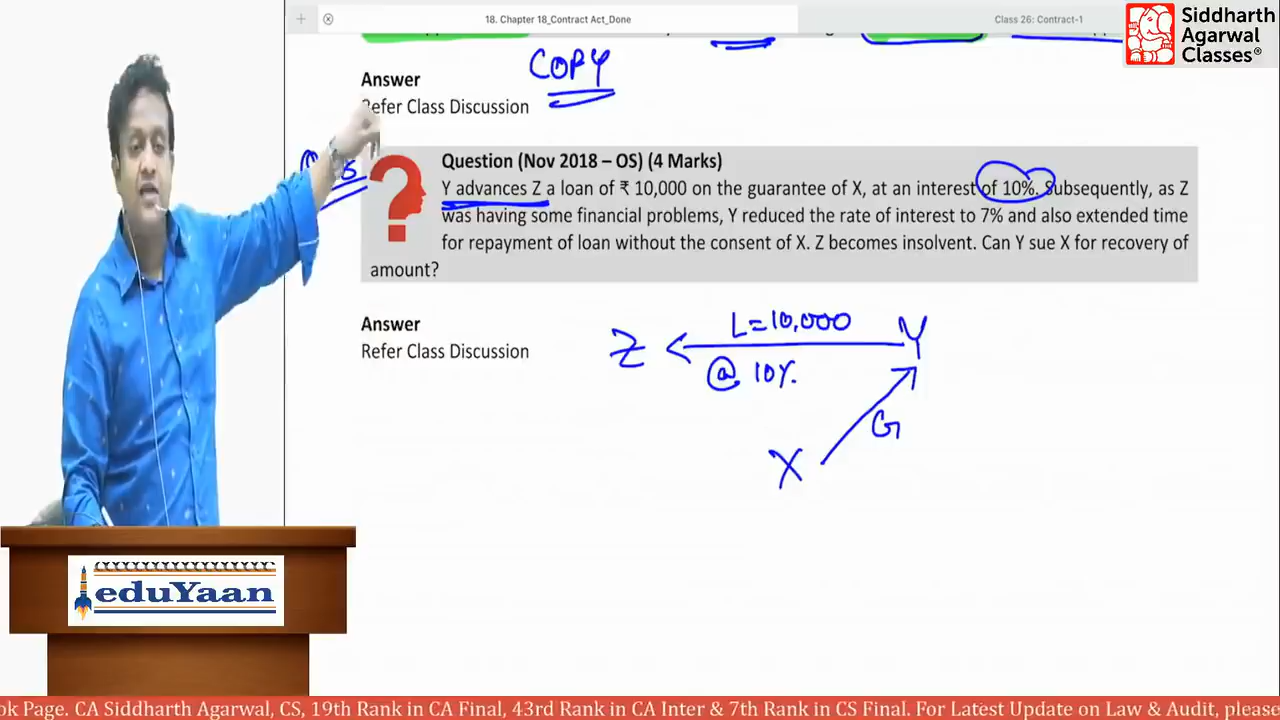 18. Chapter 18_Contract Act_Done
Class 26: Contract-1
Siddharth
Agarwal
Classes®
COPY
Answer
Refer Class Discussion
Question (Nov 2018 – OS) (4 Marks)
Y advances Z a loan of ₹ 10,000 on the guarantee of X, at an interest of 10%. Subsequently, as Z
was having some financial problems, Y reduced the rate of interest to 7% and also extended time
for repayment of loan without the consent of X. Z becomes insolvent. Can Y sue X for recovery of
amount?
Answer
Refer Class Discussion
Z
L=10,000
Y
@ 10%.
G
X
eduYaan
ok Page. CA Siddharth Agarwal, CS, 19th Rank in CA Final, 43rd Rank in CA Inter & 7th Rank in CS Final. For Latest Update on Law & Audit, please